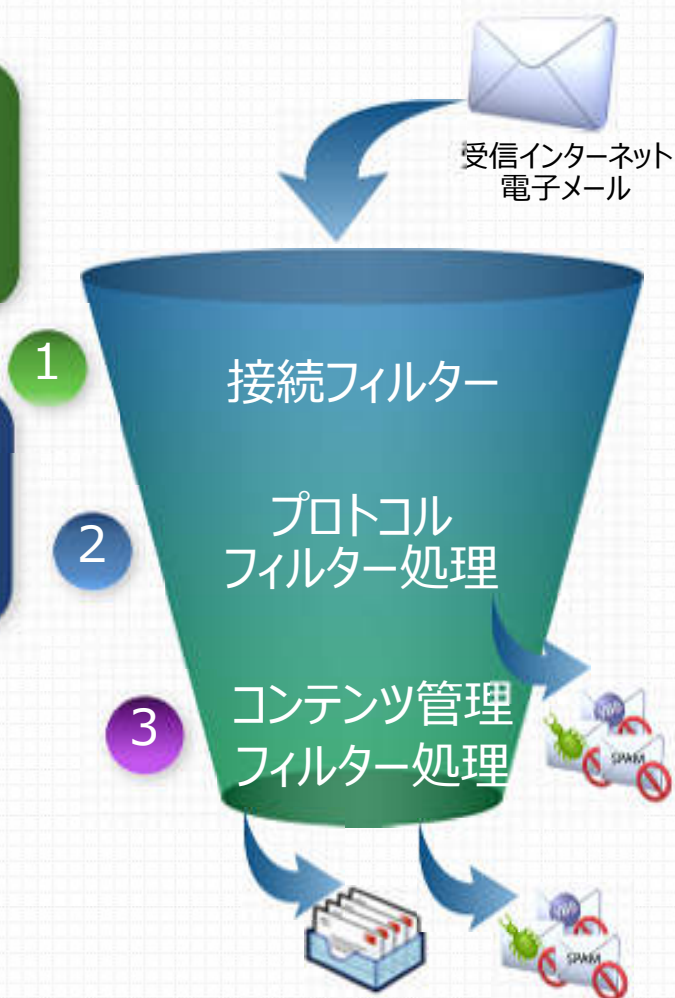 受信インターネット
電子メール
1
接続フィルター
2
プロトコル
フィルター処理
3
コンテンツ管理
フィルター処理
SPAM
SPAM